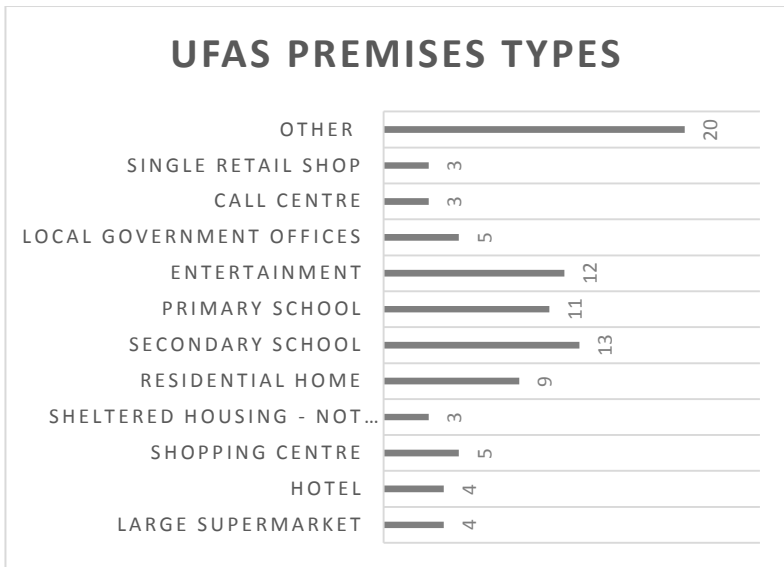 UFAS PREMISES TYPES
OTHER 20
SINGLE RETAIL SHOP 3
CALL CENTRE 3
LOCAL GOVERNMENT OFFICES 5
ENTERTAINMENT 12
PRIMARY SCHOOL 11
SECONDARY SCHOOL 13
RESIDENTIAL HOME 9
SHELTERED HOUSING - NOT… 3
SHOPPING CENTRE 5
HOTEL 4
LARGE SUPERMARKET 4